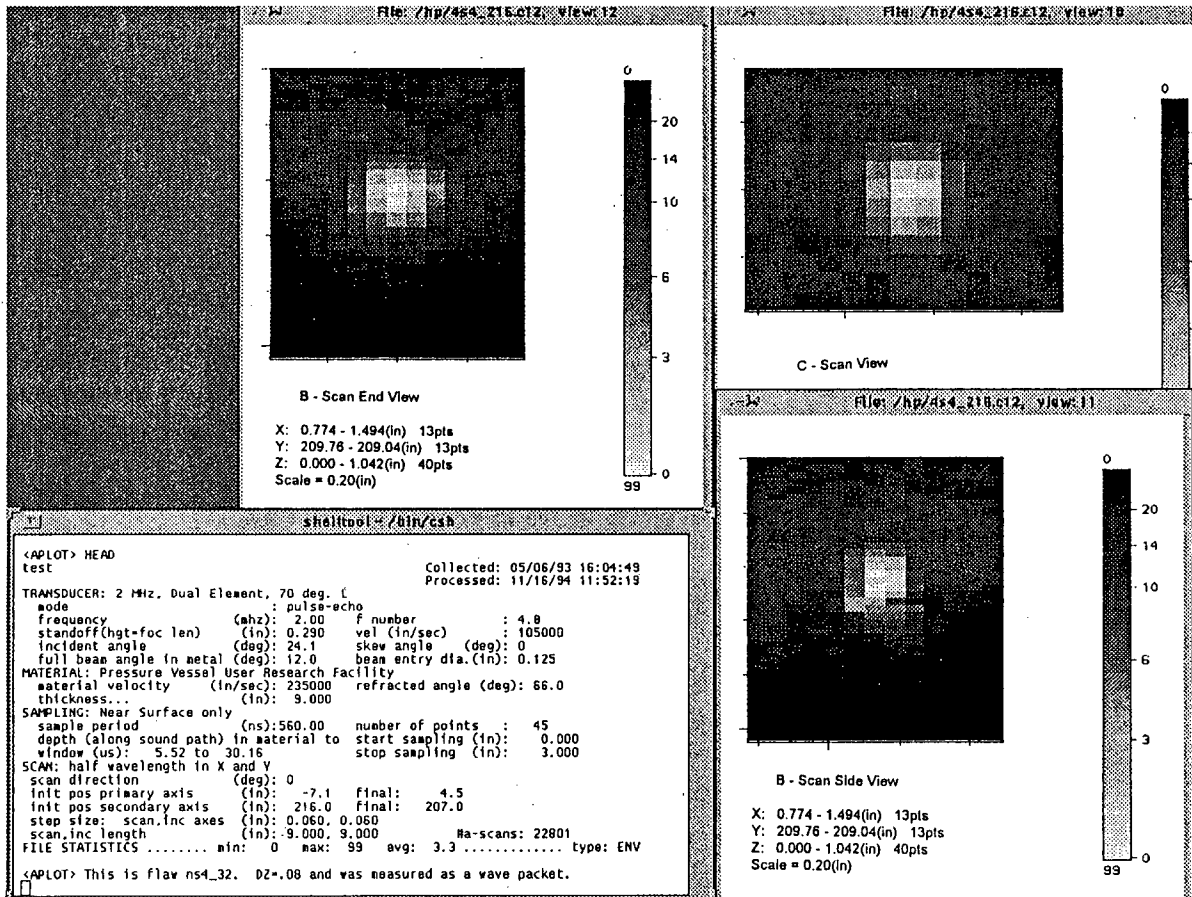 File: /hp/4s4_216.c12, view:12
0
20
14
10
6
3
0
99
B - Scan End View
X: 0.774 - 1.494(in) 13pts
Y: 209.76 - 209.04(in) 13pts
Z: 0.000 - 1.042(in) 40pts
Scale = 0.20(in)
File: /hp/4s4_216.c12, view:10
0
C - Scan View
File: /hp/4s4_216.c12, view:11
0
20
14
10
6
3
0
99
B - Scan Side View
X: 0.774 - 1.494(in) 13pts
Y: 209.76 - 209.04(in) 13pts
Z: 0.000 - 1.042(in) 40pts
Scale = 0.20(in)
shelltool - /bin/csh
<APLOT> HEAD
test Collected: 05/06/93 16:04:49
Processed: 11/16/94 11:52:19
TRANSDUCER: 2 MHz, Dual Element, 70 deg. L
mode : pulse-echo
frequency (mhz): 2.00 f number : 4.8
standoff(hgt-foc len) (in): 0.290 vel (in/sec) : 105000
incident angle (deg): 24.1 skew angle (deg): 0
full beam angle in metal (deg): 12.0 beam entry dia.(in): 0.125
MATERIAL: Pressure Vessel User Research Facility
material velocity (in/sec): 235000 refracted angle (deg): 66.0
thickness... (in): 9.000
SAMPLING: Near Surface only
sample period (ns):560.00 number of points : 45
depth (along sound path) in material to start sampling (in): 0.000
window (us): 5.52 to 30.16 stop sampling (in): 3.000
SCAN: half wavelength in X and Y
scan direction (deg): 0
init pos primary axis (in): -7.1 final: 4.5
init pos secondary axis (in): 216.0 final: 207.0
step size: scan,inc axes (in): 0.060, 0.060
scan,inc length (in):-9.000, 9.000 #a-scans: 22801
FILE STATISTICS ........ min: 0 max: 99 avg: 3.3 ............. type: ENV
<APLOT> This is flaw ns4_32. DZ=.08 and was measured as a wave packet.